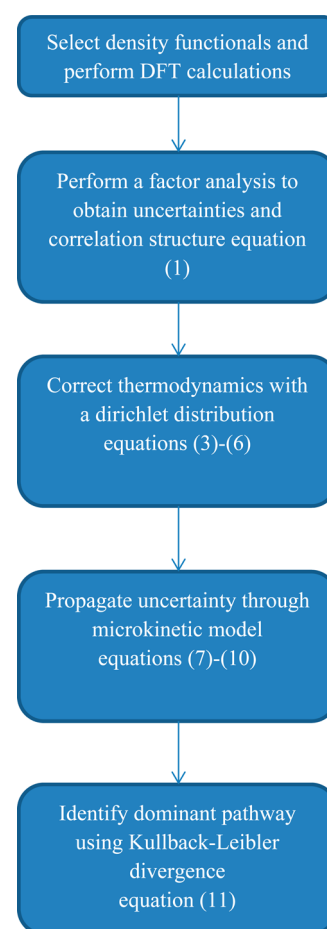 Select density functionals and
perform DFT calculations
Perform a factor analysis to
obtain uncertainties and
correlation structure equation
(1)
Correct thermodynamics with
a dirichlet distribution
equations (3)-(6)
Propagate uncertainty through
microkinetic model
equations (7)-(10)
Identify dominant pathway
using Kullback-Leibler
divergence
equation (11)